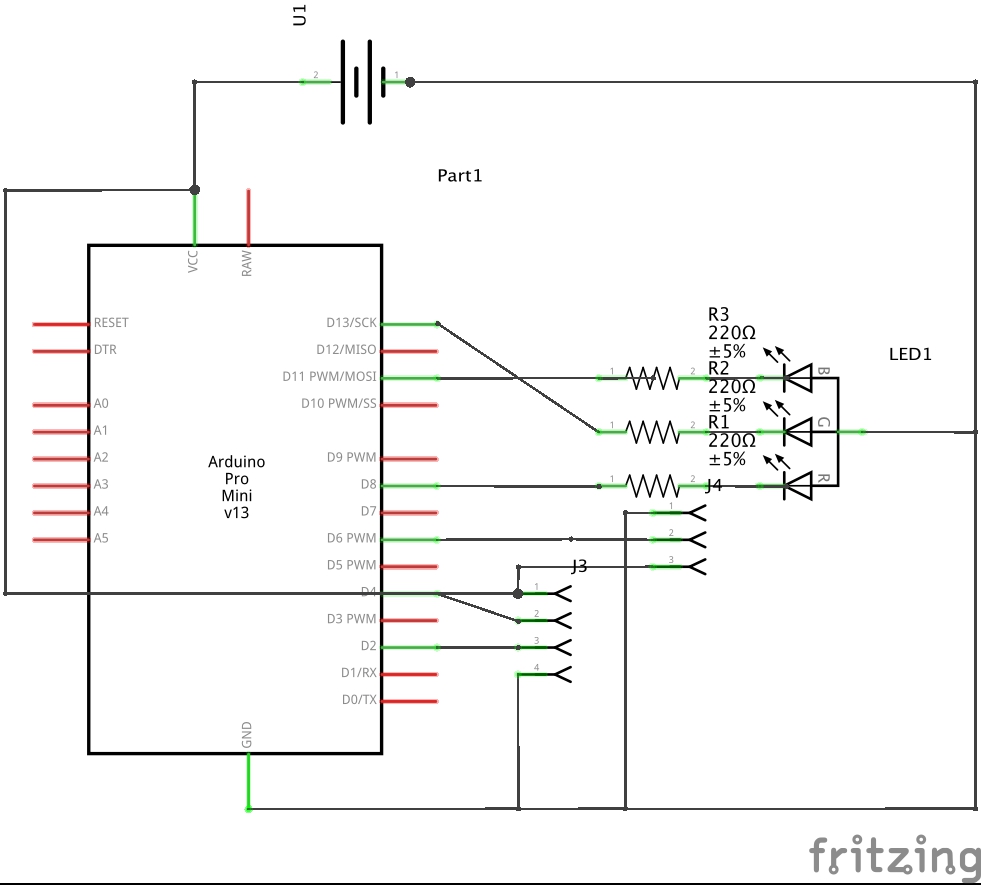 U1
2
1
Part1
VCC
RAW
RESET
DTR
A0
A1
A2
A3
A4
A5
Arduino
Pro
Mini
v13
D13/SCK
D12/MISO
D11 PWM/MOSI
D10 PWM/SS
D9 PWM
D8
D7
D6 PWM
D5 PWM
D4
D3 PWM
D2
D1/RX
D0/TX
GND
R3
220Ω
±5%
R2
220Ω
±5%
R1
220Ω
±5%
1
2
1
2
1
2
LED1
B
G
R
J4
1
2
3
J3
1
2
3
4
fritzing